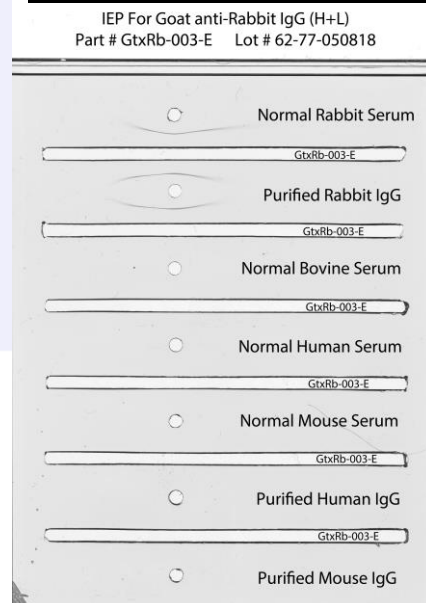 IEP For Goat anti-Rabbit IgG (H+L)
Part # GtxRb-003-E Lot # 62-77-050818
Normal Rabbit Serum
GtxRb-003-E
Purified Rabbit IgG
GtxRb-003-E
Normal Bovine Serum
GtxRb-003-E
Normal Human Serum
GtxRb-003-E
Normal Mouse Serum
GtxRb-003-E
Purified Human IgG
GtxRb-003-E
Purified Mouse IgG